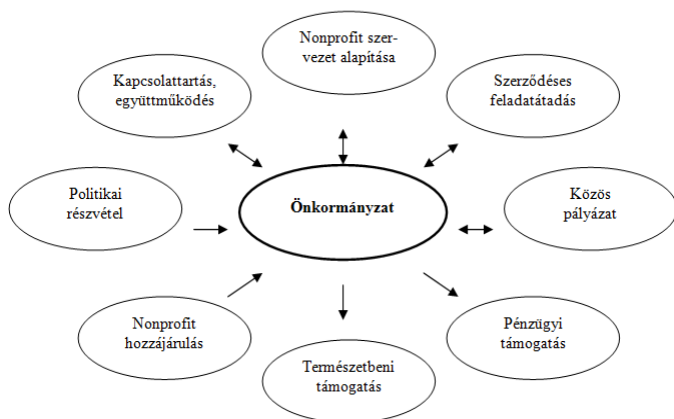 Nonprofit szer-
vezet alapítása
Kapcsolattartás,
együttműködés
Szerződéses
feladatátadás
Politikai
részvétel
Önkormányzat
Közös
pályázat
Nonprofit
hozzájárulás
Természetbeni
támogatás
Pénzügyi
támogatás